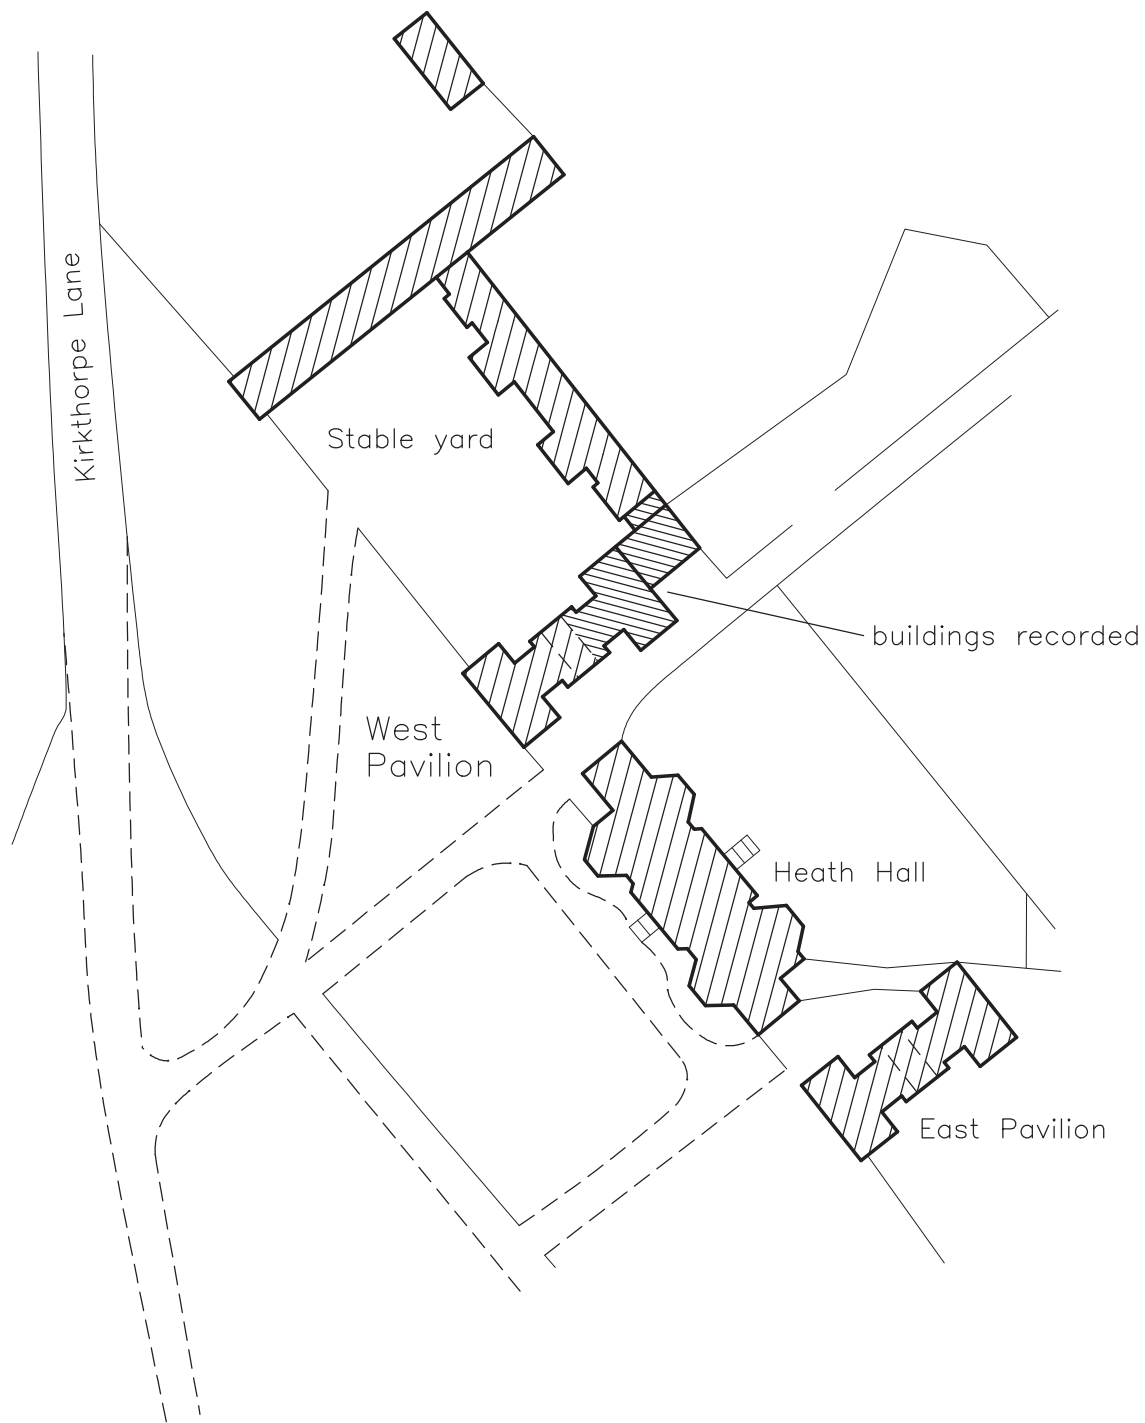 Kirkthorpe Lane
Stable yard
buildings recorded
West
Pavilion
Heath Hall
East Pavilion